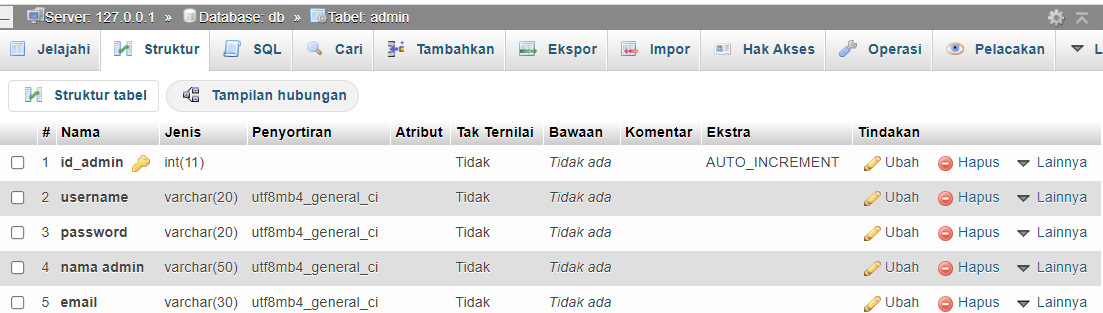 Server: 127.0.0.1 » Database: db » Tabel: admin
Jelajahi Struktur SQL Cari Tambahkan Ekspor Impor Hak Akses Operasi Pelacakan L
Struktur tabel Tampilan hubungan
# Nama Jenis Penyortiran Atribut Tak Ternilai Bawaan Komentar Ekstra Tindakan
1 id_admin int(11) Tidak Tidak ada AUTO_INCREMENT Ubah Hapus Lainnya
2 username varchar(20) utf8mb4_general_ci Tidak Tidak ada Ubah Hapus Lainnya
3 password varchar(20) utf8mb4_general_ci Tidak Tidak ada Ubah Hapus Lainnya
4 nama admin varchar(50) utf8mb4_general_ci Tidak Tidak ada Ubah Hapus Lainnya
5 email varchar(30) utf8mb4_general_ci Tidak Tidak ada Ubah Hapus Lainnya